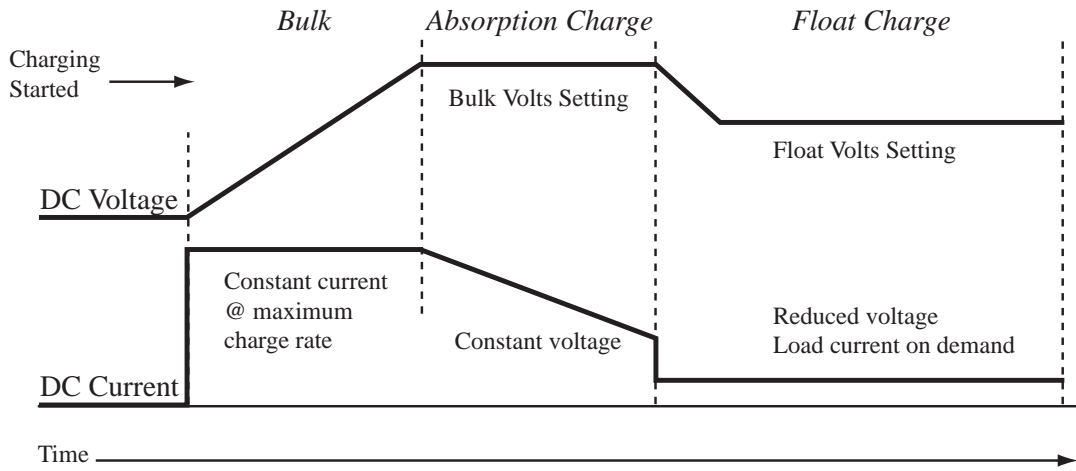 Bulk
Absorption Charge
Float Charge
Charging
Started
Bulk Volts Setting
Float Volts Setting
DC Voltage
Constant current
@ maximum
charge rate
Constant voltage
Reduced voltage
Load current on demand
DC Current
Time